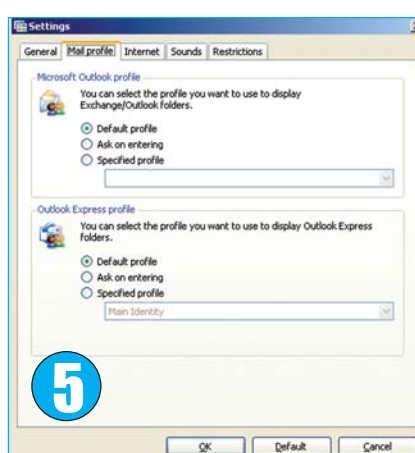 Settings
General Mail profile Internet Sounds Restrictions
Microsoft Outlook profile
You can select the profile you want to use to display
Exchange/Outlook folders.
Default profile
Ask on entering
Specified profile
Outlook Express profile
You can select the profile you want to use to display Outlook Express
folders.
Default profile
Ask on entering
Specified profile
Main Identity
5
OK Default Cancel